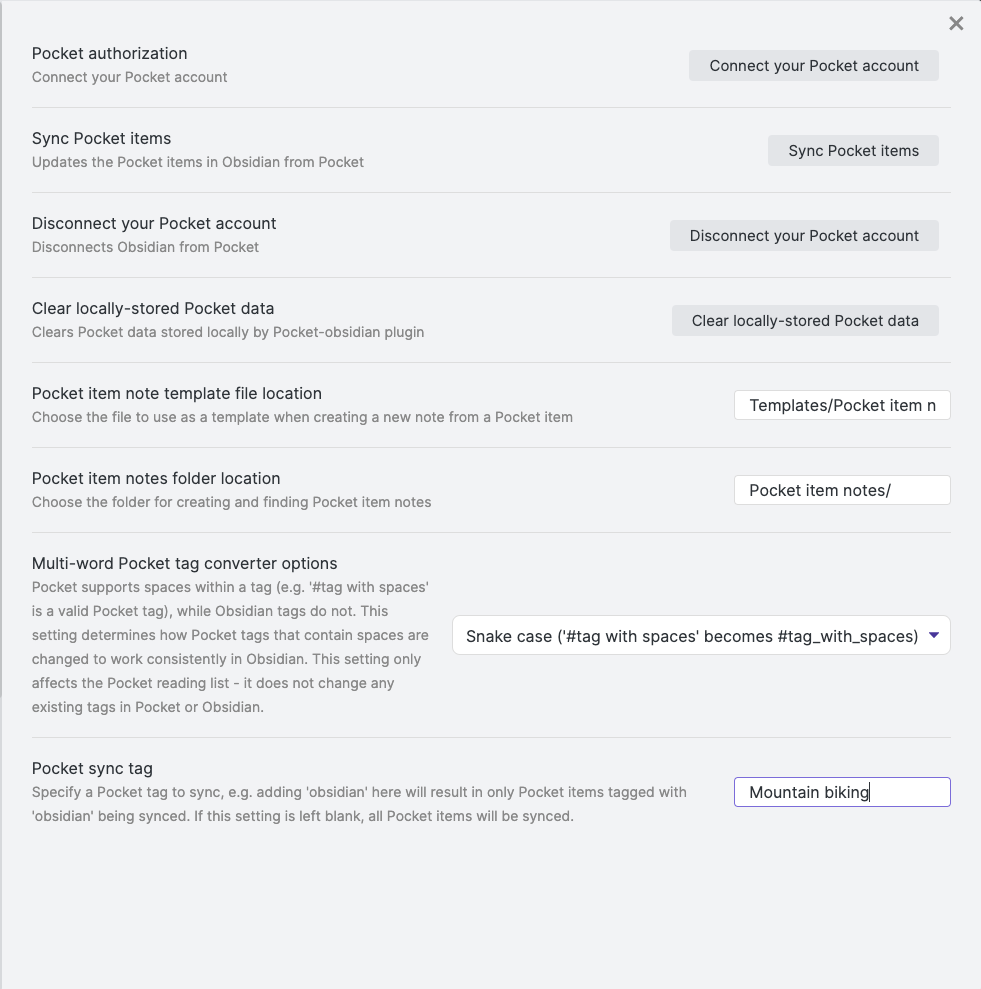 Pocket authorization
Connect your Pocket account
Connect your Pocket account
Sync Pocket items
Updates the Pocket items in Obsidian from Pocket
Sync Pocket items
Disconnect your Pocket account
Disconnects Obsidian from Pocket
Disconnect your Pocket account
Clear locally-stored Pocket data
Clears Pocket data stored locally by Pocket-obsidian plugin
Clear locally-stored Pocket data
Pocket item note template file location
Choose the file to use as a template when creating a new note from a Pocket item
Templates/Pocket item n
Pocket item notes folder location
Choose the folder for creating and finding Pocket item notes
Pocket item notes/
Multi-word Pocket tag converter options
Pocket supports spaces within a tag (e.g. '#tag with spaces'
is a valid Pocket tag), while Obsidian tags do not. This
setting determines how Pocket tags that contain spaces are
changed to work consistently in Obsidian. This setting only
affects the Pocket reading list - it does not change any
existing tags in Pocket or Obsidian.
Snake case ('#tag with spaces' becomes #tag_with_spaces)
Pocket sync tag
Specify a Pocket tag to sync, e.g. adding 'obsidian' here will result in only Pocket items tagged with
'obsidian' being synced. If this setting is left blank, all Pocket items will be synced.
Mountain biking